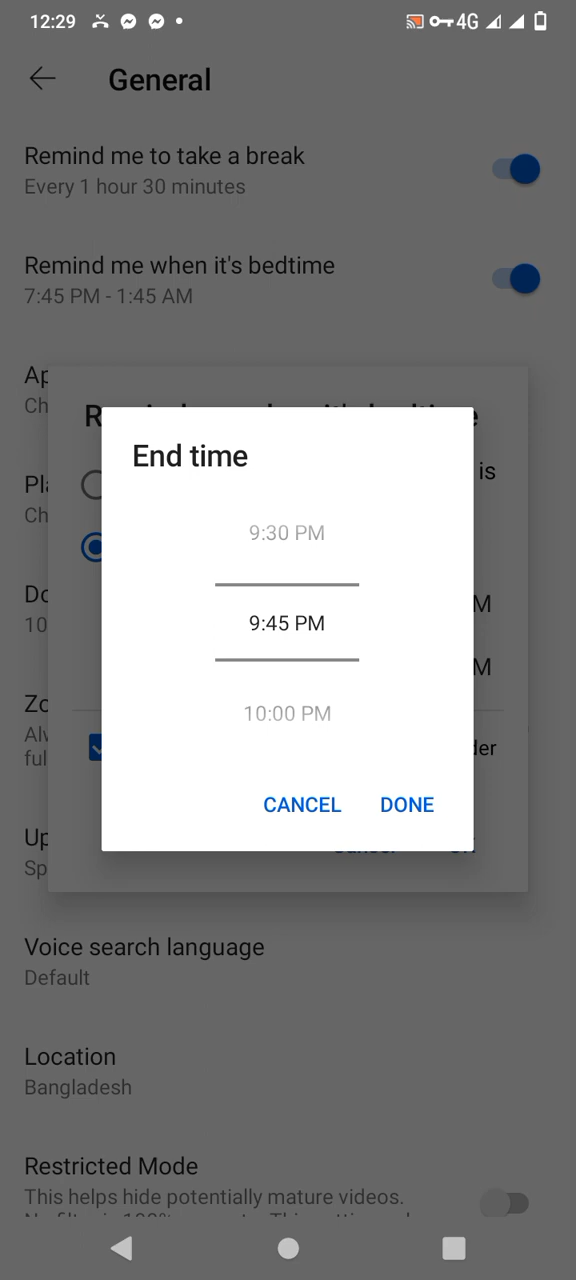 12:29
4G
General
Remind me to take a break
Every 1 hour 30 minutes
Remind me when it's bedtime
7:45 PM - 1:45 AM
End time
is
9:30 PM
9:45 PM
10:00 PM
CANCEL
DONE
Voice search language
Default
Location
Bangladesh
Restricted Mode
This helps hide potentially mature videos.